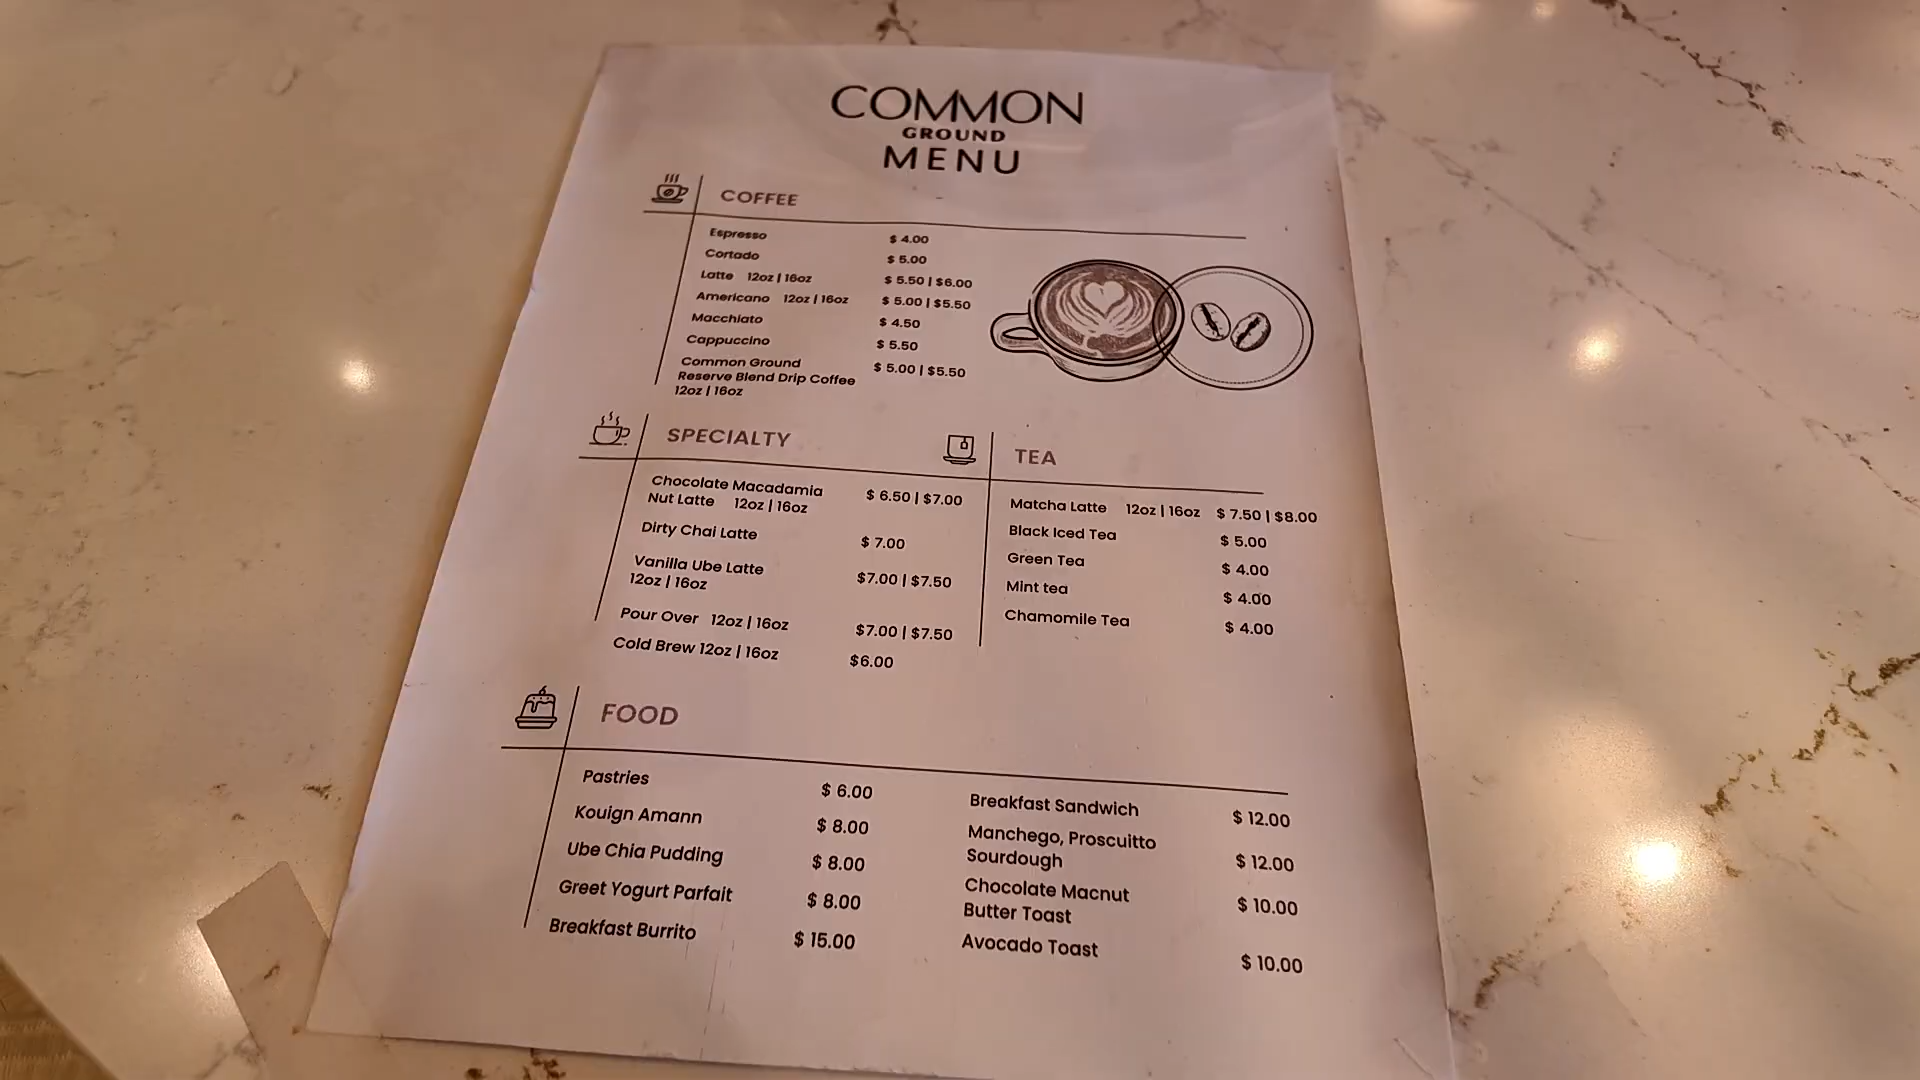 COMMON
GROUND
MENU
COFFEE
Espresso $ 4.00
Cortado $ 5.00
Latte 12oz | 16oz $ 5.50 | $6.00
Americano 12oz | 16oz $ 5.00 | $5.50
Macchiato $ 4.50
Cappuccino $ 5.50
Common Ground
Reserve Blend Drip Coffee $ 5.00 | $5.50
12oz | 16oz
SPECIALTY
Chocolate Macadamia
Nut Latte 12oz | 16oz $ 6.50 | $7.00
Dirty Chai Latte $ 7.00
Vanilla Ube Latte
12oz | 16oz $7.00 | $7.50
Pour Over 12oz | 16oz $7.00 | $7.50
Cold Brew 12oz | 16oz $6.00
TEA
Matcha Latte 12oz | 16oz $ 7.50 | $8.00
Black Iced Tea $ 5.00
Green Tea $ 4.00
Mint tea $ 4.00
Chamomile Tea $ 4.00
FOOD
Pastries $ 6.00
Kouign Amann $ 8.00
Ube Chia Pudding $ 8.00
Greet Yogurt Parfait $ 8.00
Breakfast Burrito $ 15.00
Breakfast Sandwich $ 12.00
Manchego, Proscuitto
Sourdough $ 12.00
Chocolate Macnut
Butter Toast $ 10.00
Avocado Toast $ 10.00